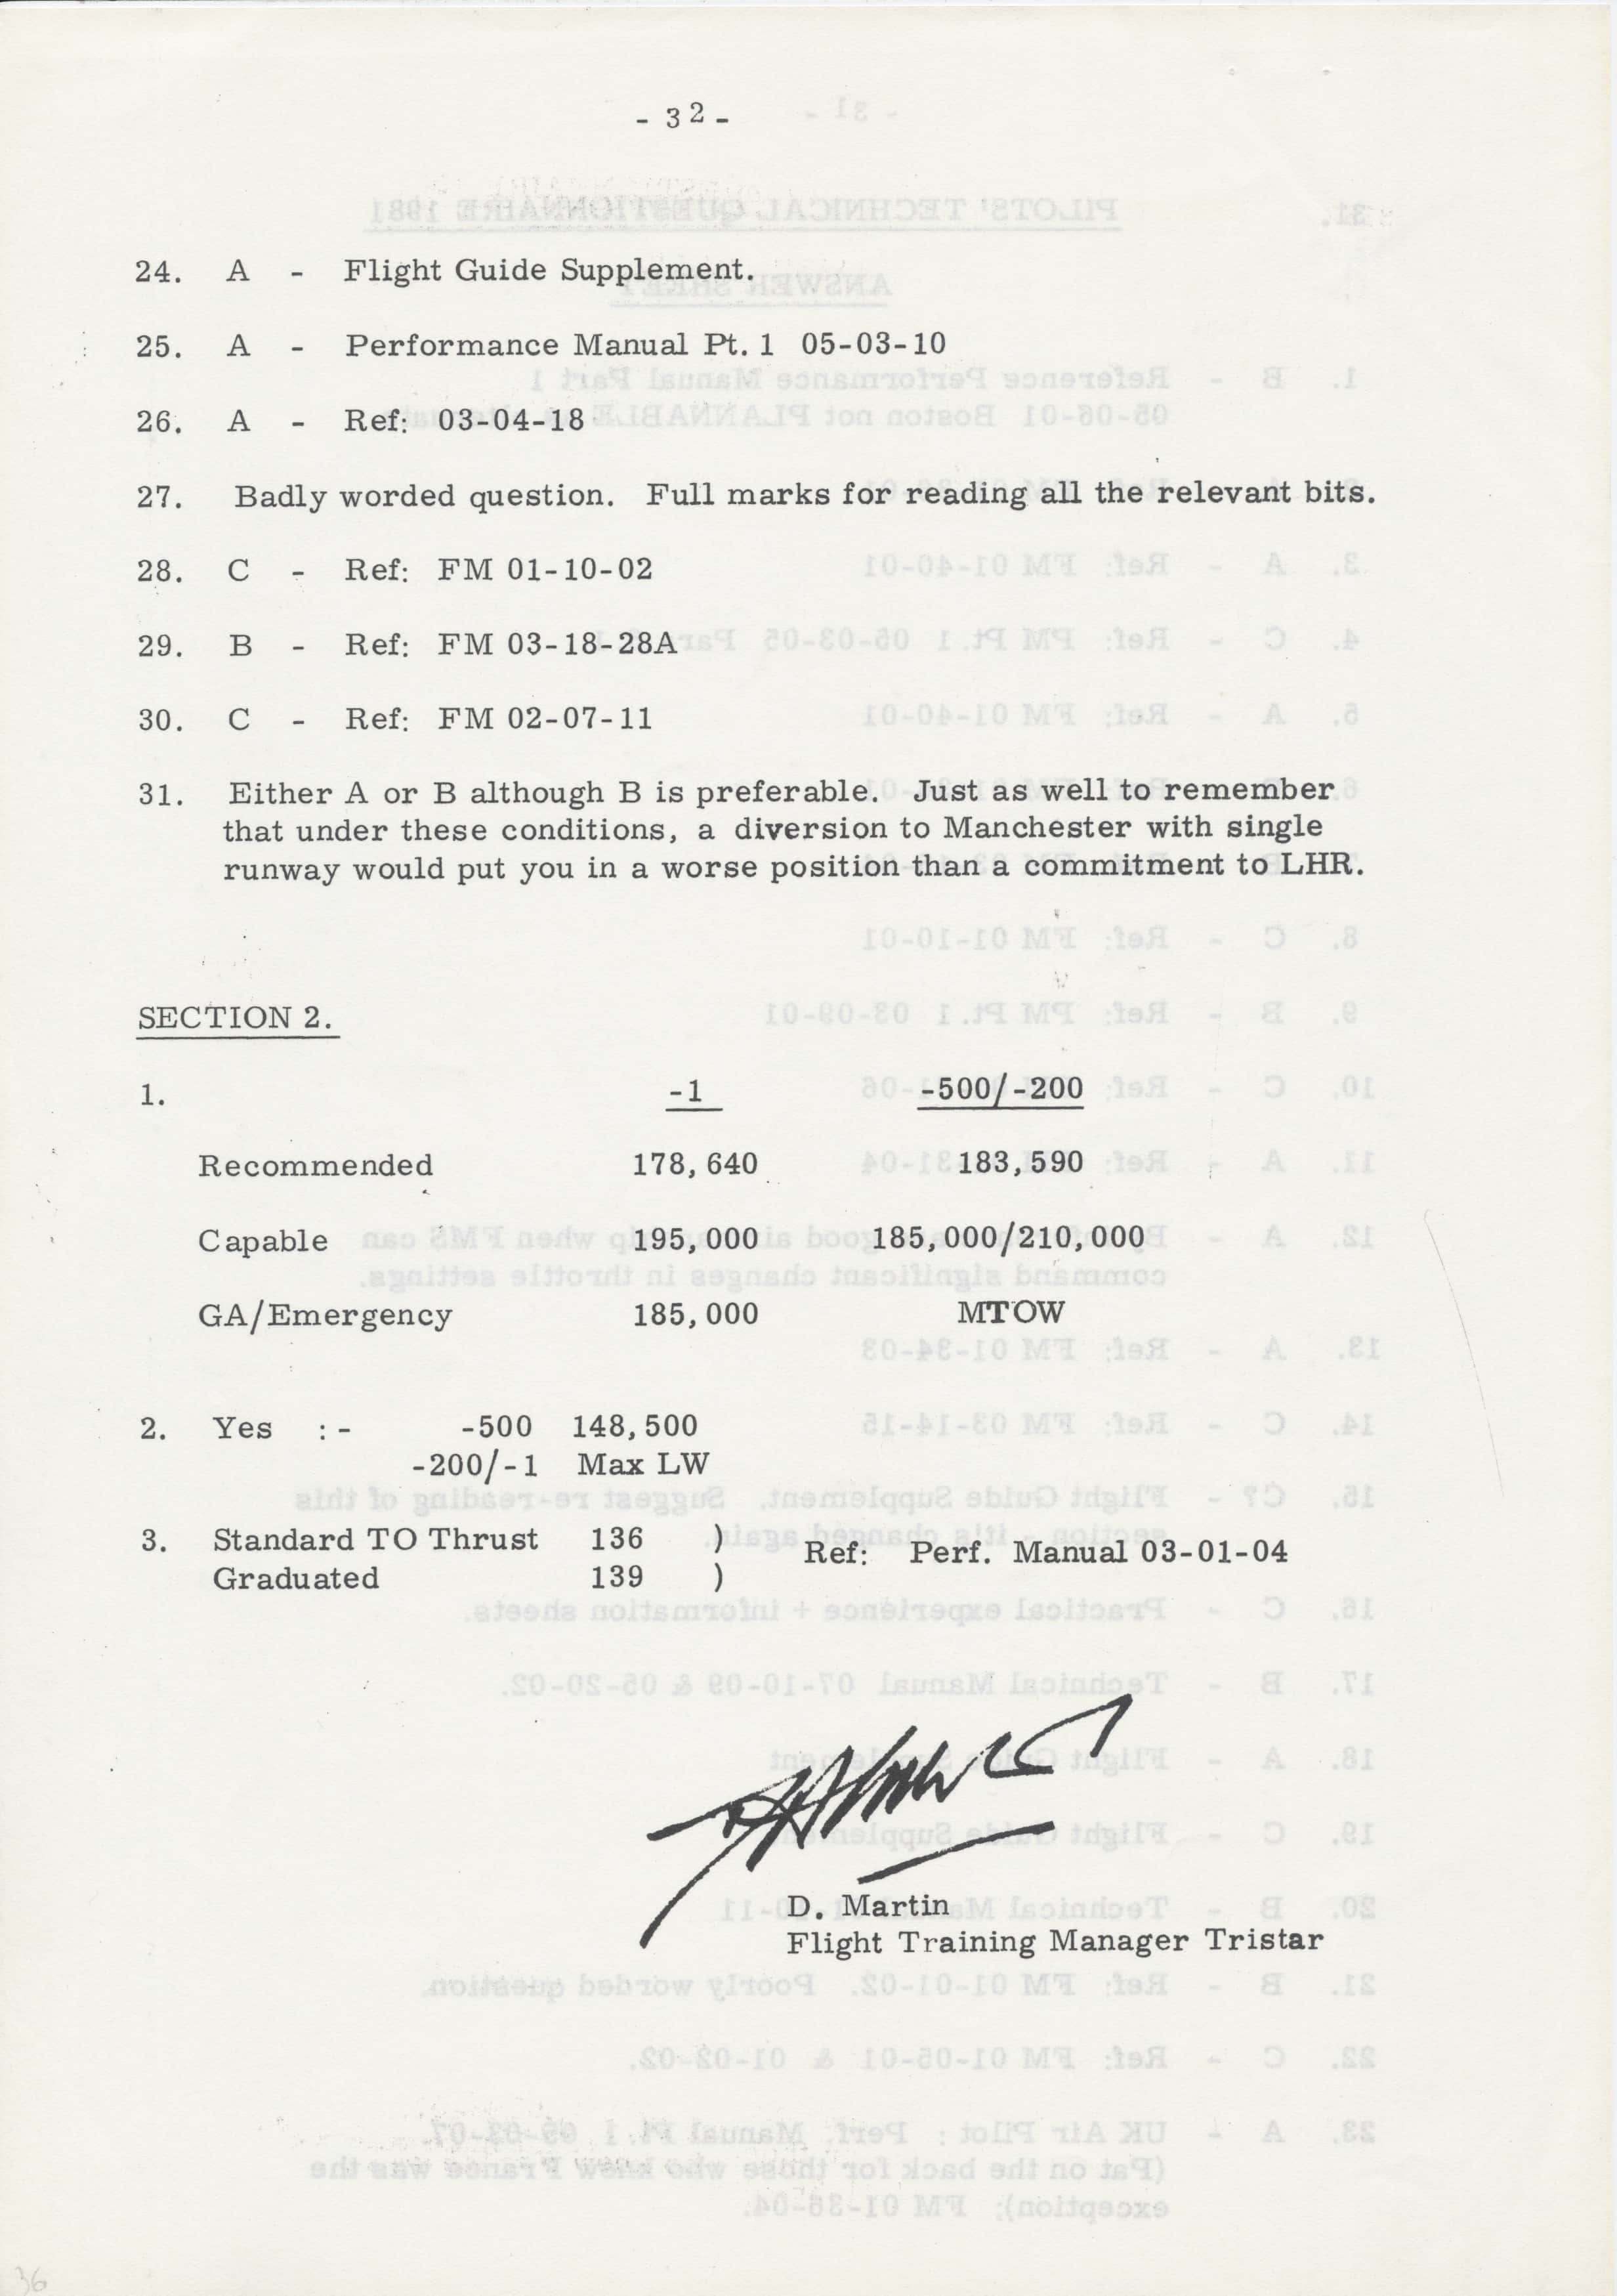 - 32 -
24. A - Flight Guide Supplement.
25. A - Performance Manual Pt. 1 05-03-10
26. A - Ref: 03-04-18
27. Badly worded question. Full marks for reading all the relevant bits.
28. C - Ref: FM 01-10-02
29. B - Ref: FM 03-18-28A
30. C - Ref: FM 02-07-11
31. Either A or B although B is preferable. Just as well to remember
that under these conditions, a diversion to Manchester with single
runway would put you in a worse position than a commitment to LHR.
SECTION 2.
1. -1 -500/-200
Recommended 178,640 183,590
Capable 195,000 185,000/210,000
GA/Emergency 185,000 MTOW
2. Yes :- -500 148,500
-200/-1 Max LW
3. Standard TO Thrust 136 ) Ref: Perf. Manual 03-01-04
Graduated 139 )
D. Martin
Flight Training Manager Tristar
36